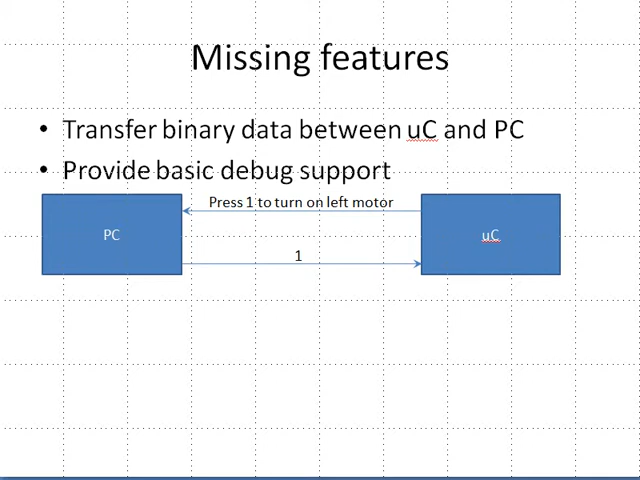 Missing features
• Transfer binary data between uC and PC
• Provide basic debug support
Press 1 to turn on left motor
PC
uC
1